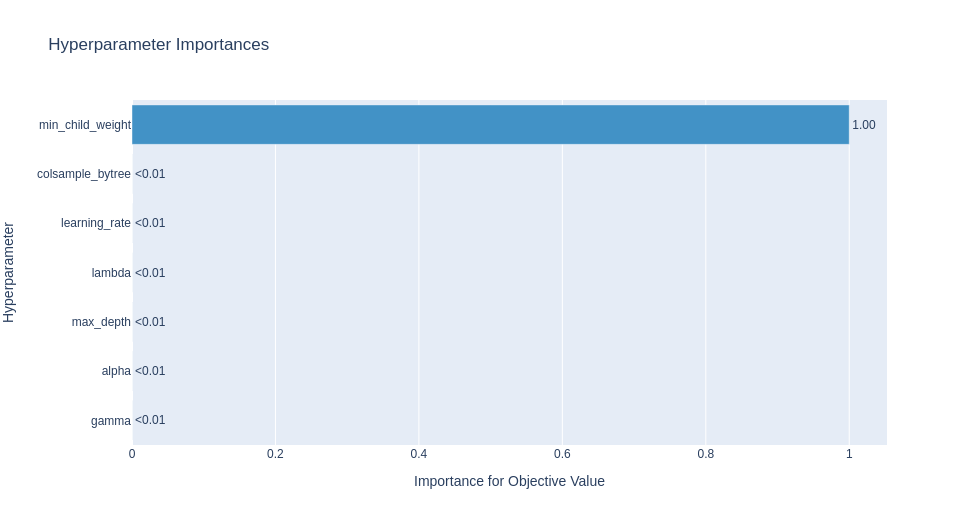 Hyperparameter Importances
Hyperparameter
min_child_weight 1.00
colsample_bytree <0.01
learning_rate <0.01
lambda <0.01
max_depth <0.01
alpha <0.01
gamma <0.01
0 0.2 0.4 0.6 0.8 1
Importance for Objective Value